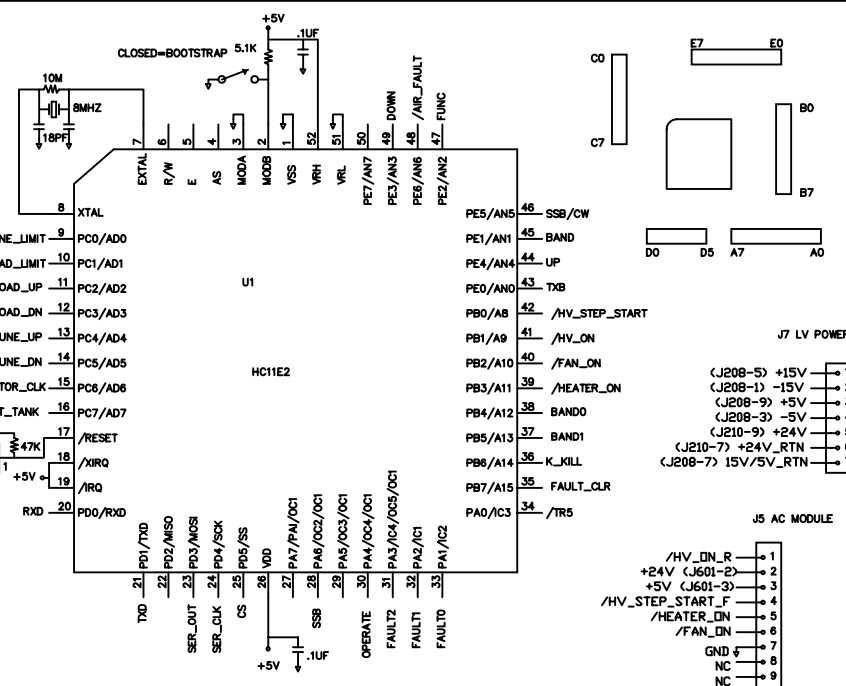 +5V
CLOSED=BOOTSTRAP
5.1K
.1UF
10M
8MHZ
18PF
DOWN
/AIR_FAULT
FUNC
7
6
5
4
3
2
1
52
51
50
49
48
47
EXTAL
R/W
E
AS
MODA
MODB
VSS
VRH
VRL
PE7/AN7
PE3/AN3
PE6/AN6
PE2/AN2
C0
C7
E7
E0
B0
B7
D0
D5
A7
A0
8 XTAL
NE_LIMIT 9 PC0/AD0
AD_LIMIT 10 PC1/AD1
OAD_UP 11 PC2/AD2
OAD_DN 12 PC3/AD3
UNE_UP 13 PC4/AD4
UNE_DN 14 PC5/AD5
TOR_CLK 15 PC6/AD6
T_TANK 16 PC7/AD7
17 /RESET
47K
1
18 /XIRQ
+5V
19 /IRQ
RXD 20 PD0/RXD
U1
HC11E2
PE5/AN5 46 SSB/CW
PE1/AN1 45 BAND
PE4/AN4 44 UP
PE0/AN0 43 TXB
PB0/A8 42 /HV_STEP_START
PB1/A9 41 /HV_ON
PB2/A10 40 /FAN_ON
PB3/A11 39 /HEATER_ON
PB4/A12 38 BAND0
PB5/A13 37 BAND1
PB6/A14 36 K_KILL
PB7/A15 35 FAULT_CLR
PA0/IC3 34 /TR5
PD1/TXD
PD2/MISO
PD3/MOSI
PD4/SCK
PD5/SS
VDD
PA7/PAI/OC1
PA6/OC2/OC1
PA5/OC3/OC1
PA4/OC4/OC1
PA3/IC4/OC5/OC1
PA2/IC1
PA1/IC2
21
22
23
24
25
26
27
28
29
30
31
32
33
TXD
SER_OUT
SER_CLK
CS
SSB
OPERATE
FAULT2
FAULT1
FAULT0
+5V
.1UF
J7 LV POWER
(J208-5) +15V
(J208-1) -15V
(J208-9) +5V
(J208-3) -5V
(J210-9) +24V
(J210-7) +24V_RTN
(J208-7) 15V/5V_RTN
J5 AC MODULE
/HV_ON_R 1
+24V (J601-2) 2
+5V (J601-3) 3
/HV_STEP_START_F 4
/HEATER_ON 5
/FAN_ON 6
GND 7
NC 8
NC 9